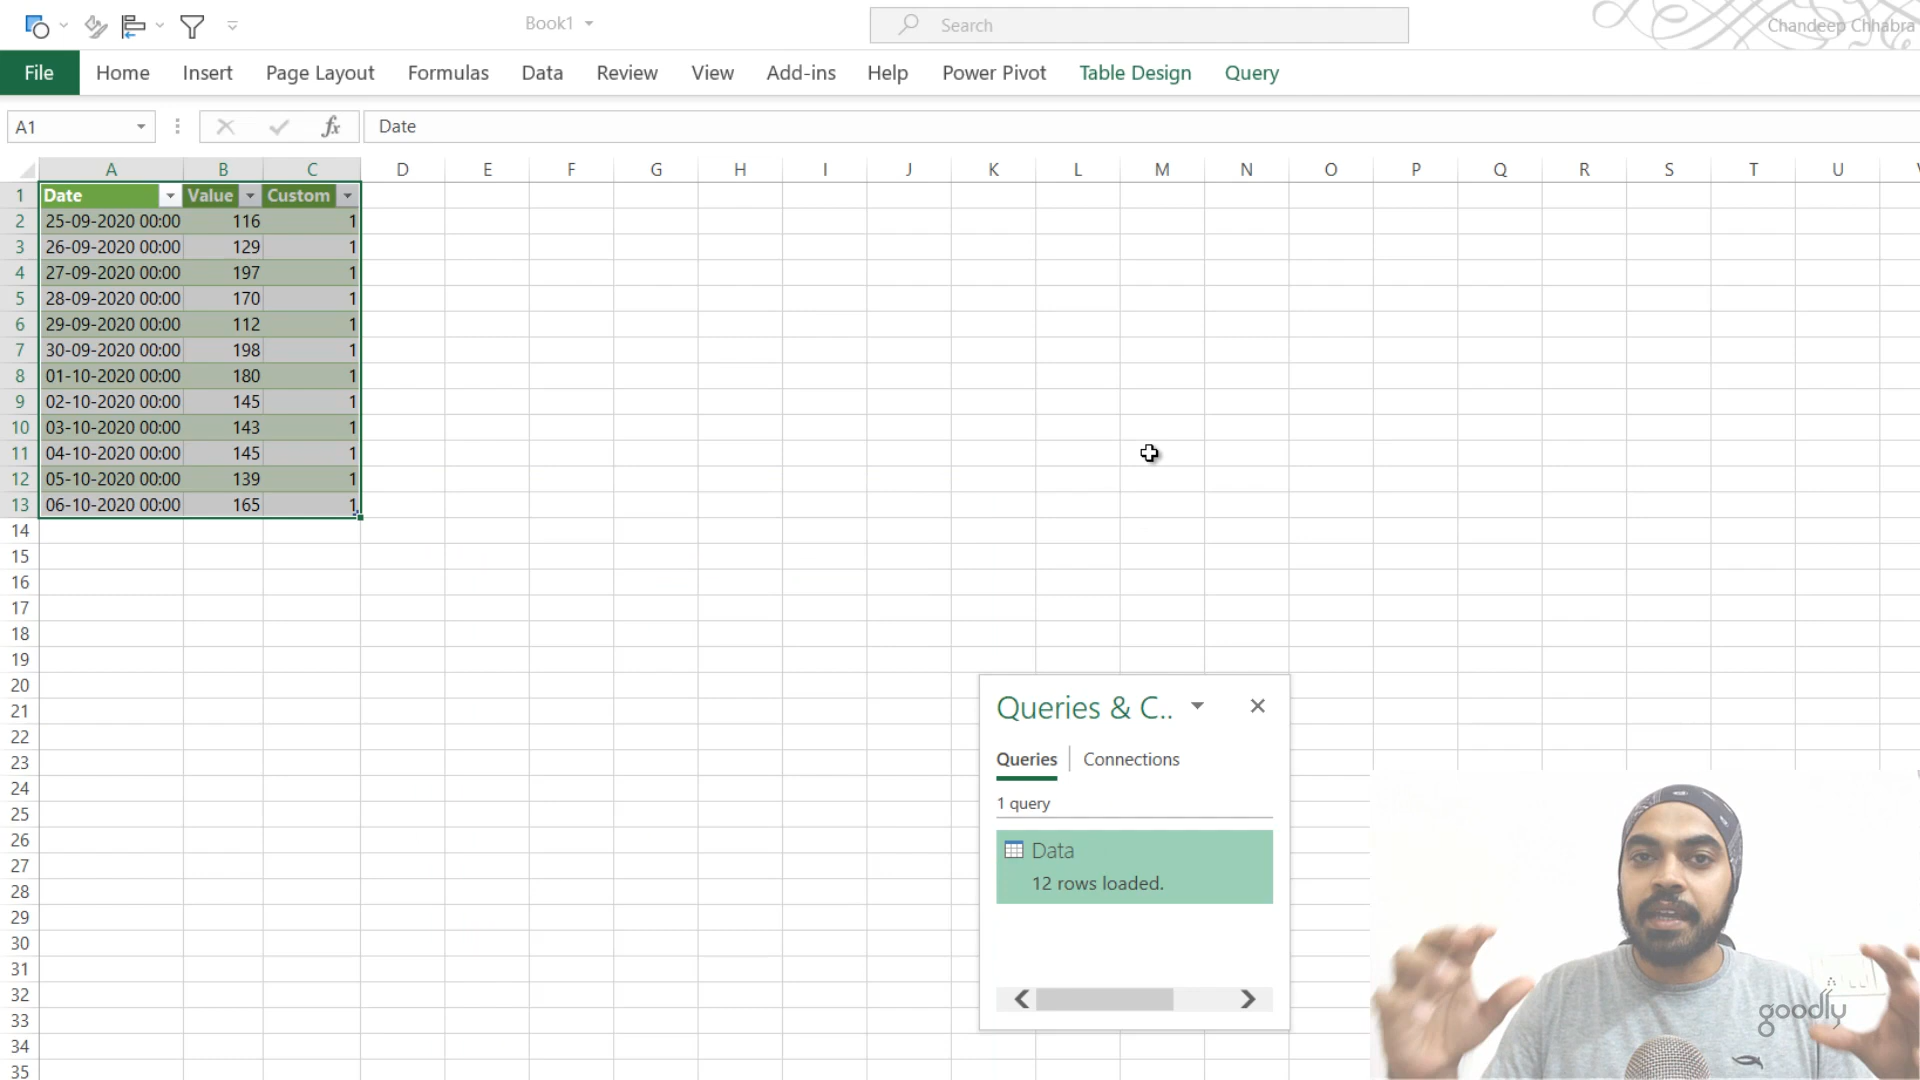 Book1
Search
Chandeep Chhabra
File Home Insert Page Layout Formulas Data Review View Add-ins Help Power Pivot Table Design Query
A1 fx Date
A B C D E F G H I J K L M N O P Q R S T U
1 Date Value Custom
2 25-09-2020 00:00 116 1
3 26-09-2020 00:00 129 1
4 27-09-2020 00:00 197 1
5 28-09-2020 00:00 170 1
6 29-09-2020 00:00 112 1
7 30-09-2020 00:00 198 1
8 01-10-2020 00:00 180 1
9 02-10-2020 00:00 145 1
10 03-10-2020 00:00 143 1
11 04-10-2020 00:00 145 1
12 05-10-2020 00:00 139 1
13 06-10-2020 00:00 165 1
14
15
16
17
18
19
20
21
22
23
24
25
26
27
28
29
30
31
32
33
34
35
Queries & C..
Queries Connections
1 query
Data
12 rows loaded.
goodly